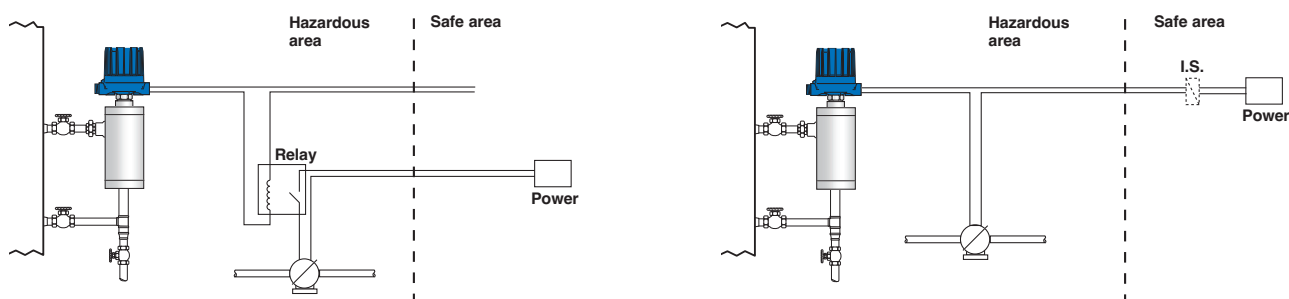 Hazardous
area
Safe area
Relay
Power
Hazardous
area
Safe area
I.S.
Power